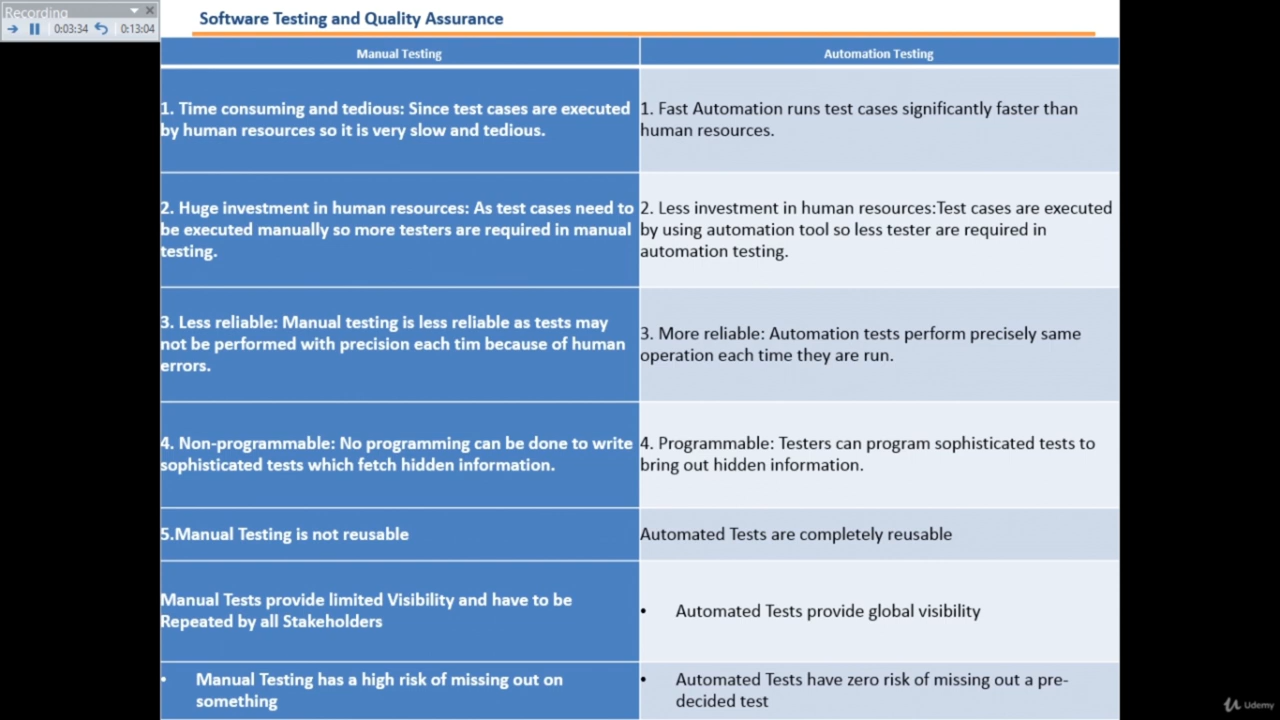 Recording
0:03:34
0:13:04
Software Testing and Quality Assurance
Manual Testing
Automation Testing
1. Time consuming and tedious: Since test cases are executed
by human resources so it is very slow and tedious.
1. Fast Automation runs test cases significantly faster than
human resources.
2. Huge investment in human resources: As test cases need to
be executed manually so more testers are required in manual
testing.
2. Less investment in human resources:Test cases are executed
by using automation tool so less tester are required in
automation testing.
3. Less reliable: Manual testing is less reliable as tests may
not be performed with precision each tim because of human
errors.
3. More reliable: Automation tests perform precisely same
operation each time they are run.
4. Non-programmable: No programming can be done to write
sophisticated tests which fetch hidden information.
4. Programmable: Testers can program sophisticated tests to
bring out hidden information.
5.Manual Testing is not reusable
Automated Tests are completely reusable
Manual Tests provide limited Visibility and have to be
Repeated by all Stakeholders
• Automated Tests provide global visibility
• Manual Testing has a high risk of missing out on
something
• Automated Tests have zero risk of missing out a pre-
decided test
Udemy